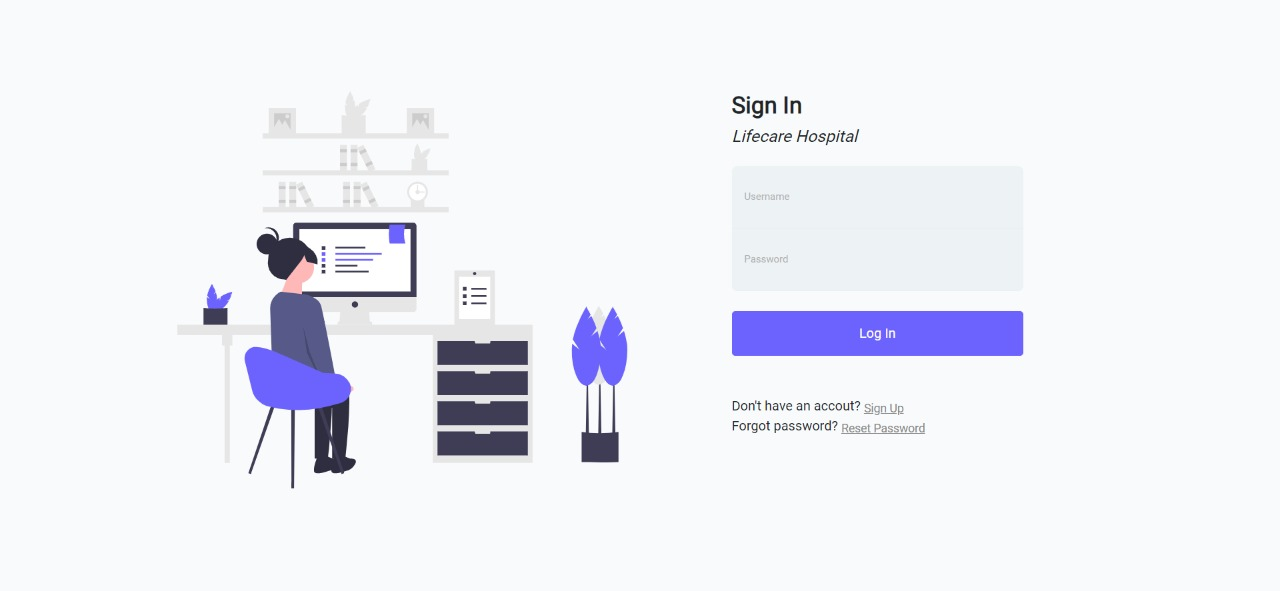 Sign In
Lifecare Hospital
Username
Password
Log In
Don't have an accout? Sign Up
Forgot password? Reset Password